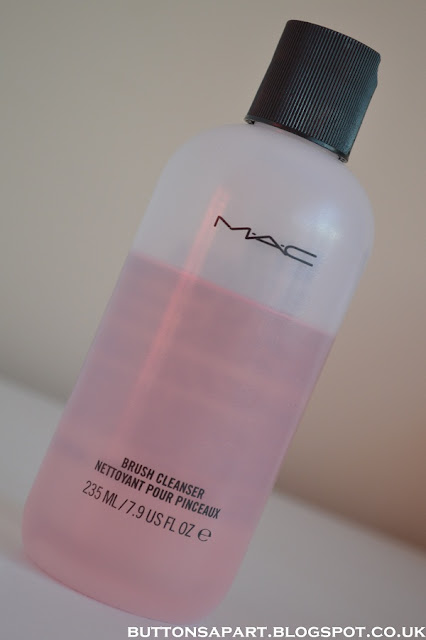 M·A·C
BRUSH CLEANSER
NETTOYANT POUR PINCEAUX
235 ML / 7.9 US FL OZ ℮
BUTTONSAPART.BLOGSPOT.CO.UK